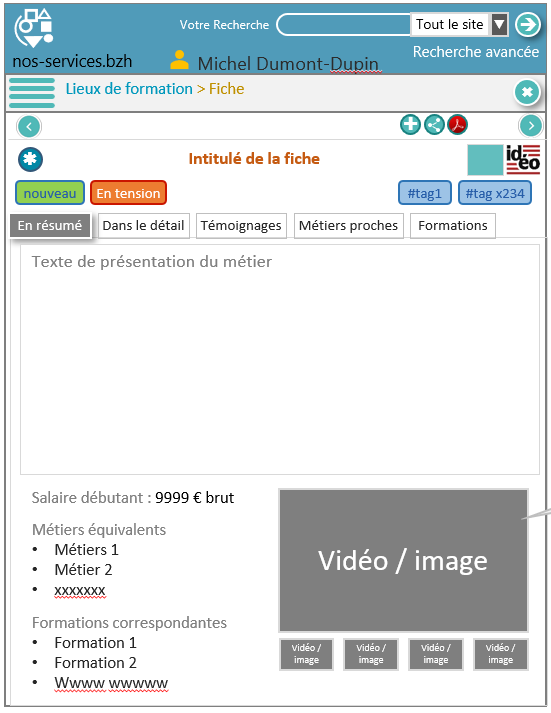 Votre Recherche
Tout le site
nos-services.bzh
Michel Dumont-Dupin
Recherche avancée
Lieux de formation > Fiche
Intitulé de la fiche
idéo
nouveau
En tension
#tag1
#tag x234
En résumé
Dans le détail
Témoignages
Métiers proches
Formations
Texte de présentation du métier
Salaire débutant : 9999 € brut
Métiers équivalents
• Métiers 1
• Métier 2
• xxxxxxx
Formations correspondantes
• Formation 1
• Formation 2
• Wwww wwwww
Vidéo / image
Vidéo /
image
Vidéo /
image
Vidéo /
image
Vidéo /
image